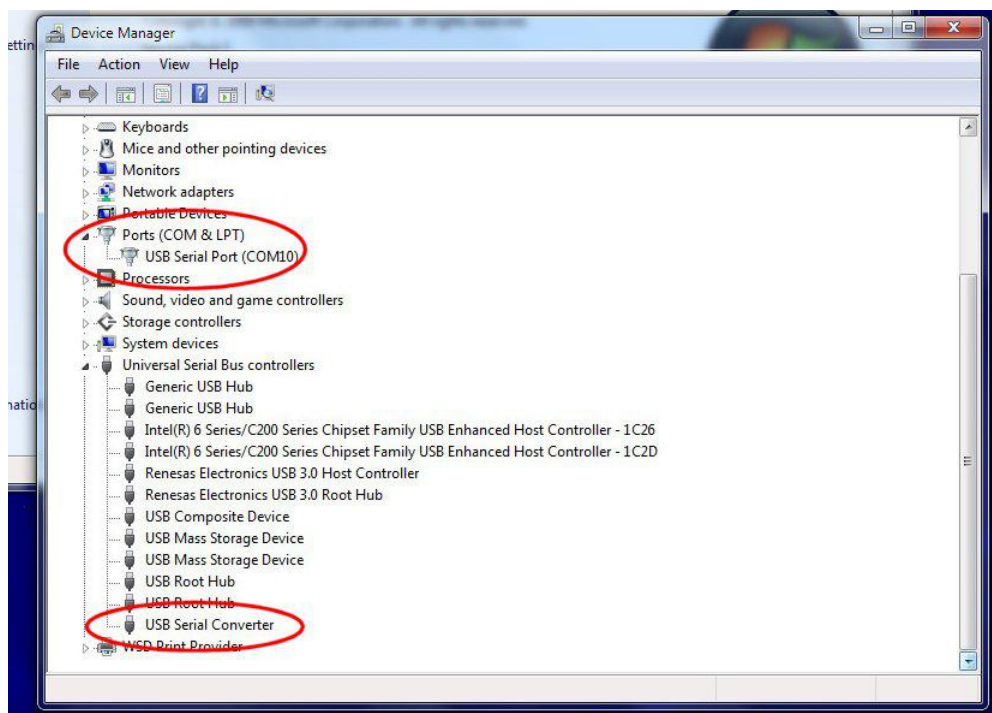 Device Manager
File Action View Help
Keyboards
Mice and other pointing devices
Monitors
Network adapters
Portable Devices
Ports (COM & LPT)
USB Serial Port (COM10)
Processors
Sound, video and game controllers
Storage controllers
System devices
Universal Serial Bus controllers
Generic USB Hub
Generic USB Hub
Intel(R) 6 Series/C200 Series Chipset Family USB Enhanced Host Controller - 1C26
Intel(R) 6 Series/C200 Series Chipset Family USB Enhanced Host Controller - 1C2D
Renesas Electronics USB 3.0 Host Controller
Renesas Electronics USB 3.0 Root Hub
USB Composite Device
USB Mass Storage Device
USB Mass Storage Device
USB Root Hub
USB Root Hub
USB Serial Converter
WSD Print Provider